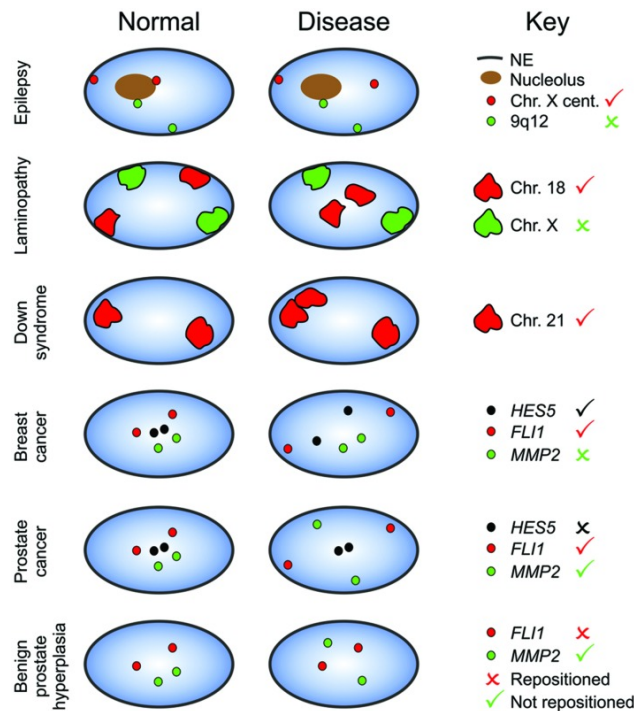 Normal Disease Key
Epilepsy
NE
Nucleolus
Chr. X cent. ✓
9q12 ✗
Laminopathy
Chr. 18 ✓
Chr. X ✗
Down
syndrome
Chr. 21 ✓
Breast
cancer
HES5 ✓
FLI1 ✓
MMP2 ✗
Prostate
cancer
HES5 ✗
FLI1 ✓
MMP2 ✓
Benign
prostate
hyperplasia
FLI1 ✗
MMP2 ✓
✗ Repositioned
✓ Not repositioned